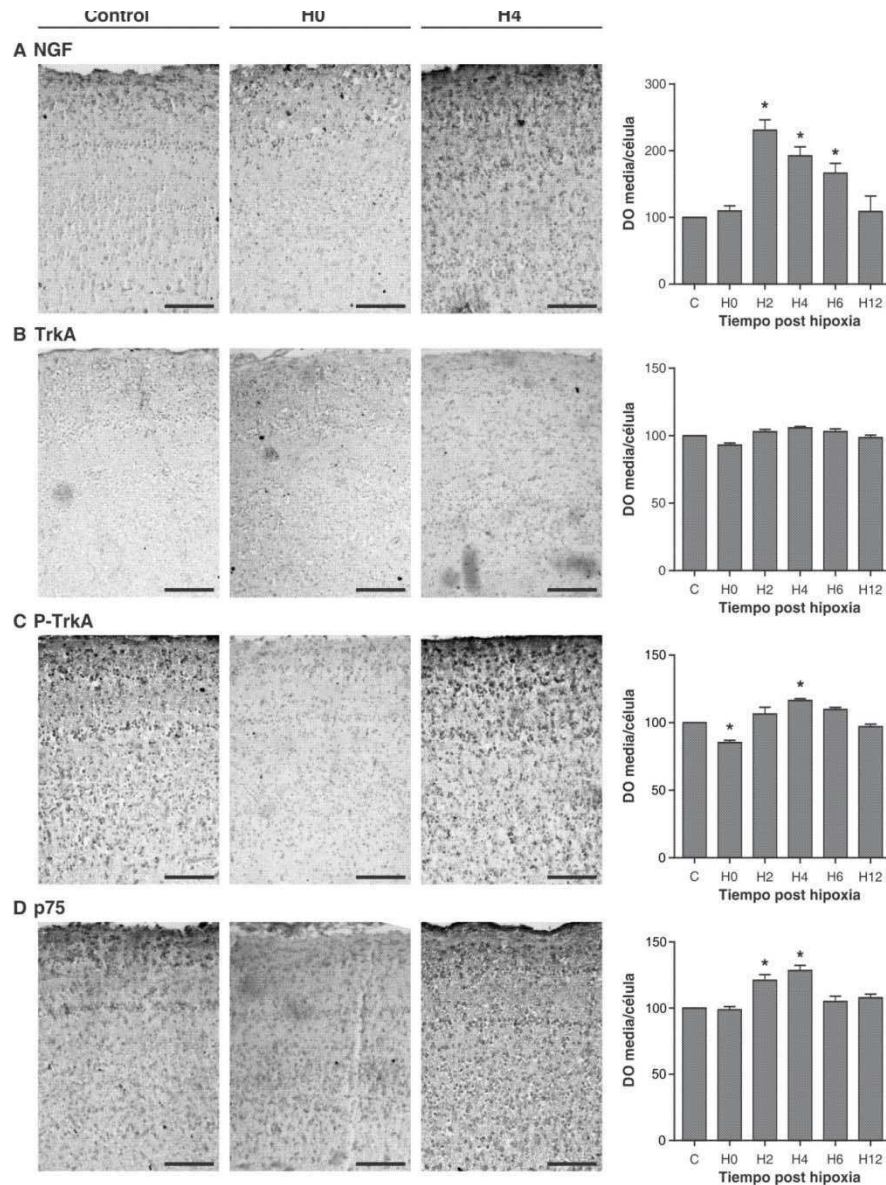 Control H0 H4
A NGF
300
200
100
0
DO media/célula
* * *
C H0 H2 H4 H6 H12
Tiempo post hipoxia
B TrkA
150
100
50
0
DO media/célula
C H0 H2 H4 H6 H12
Tiempo post hipoxia
C P-TrkA
150
100
50
0
DO media/célula
* *
C H0 H2 H4 H6 H12
Tiempo post hipoxia
D p75
150
100
50
0
DO media/célula
* *
C H0 H2 H4 H6 H12
Tiempo post hipoxia